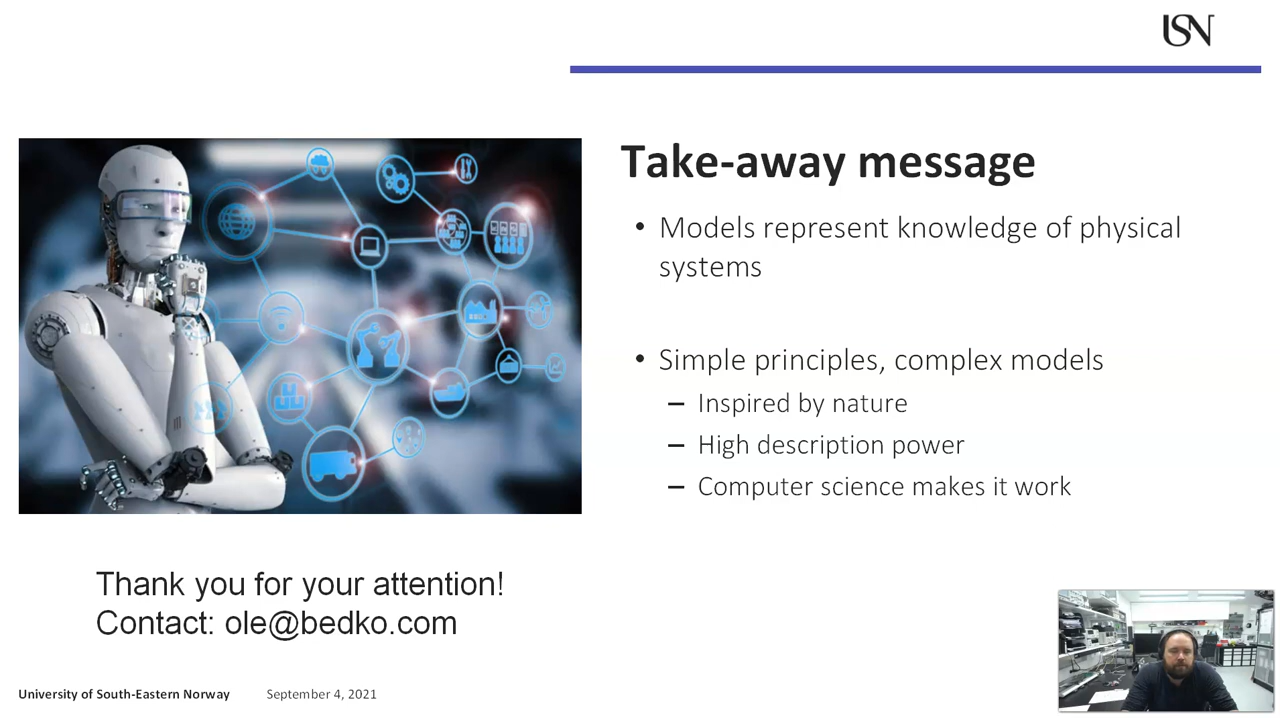 USN
Take-away message
• Models represent knowledge of physical
systems
• Simple principles, complex models
– Inspired by nature
– High description power
– Computer science makes it work
Thank you for your attention!
Contact: ole@bedko.com
University of South-Eastern Norway September 4, 2021